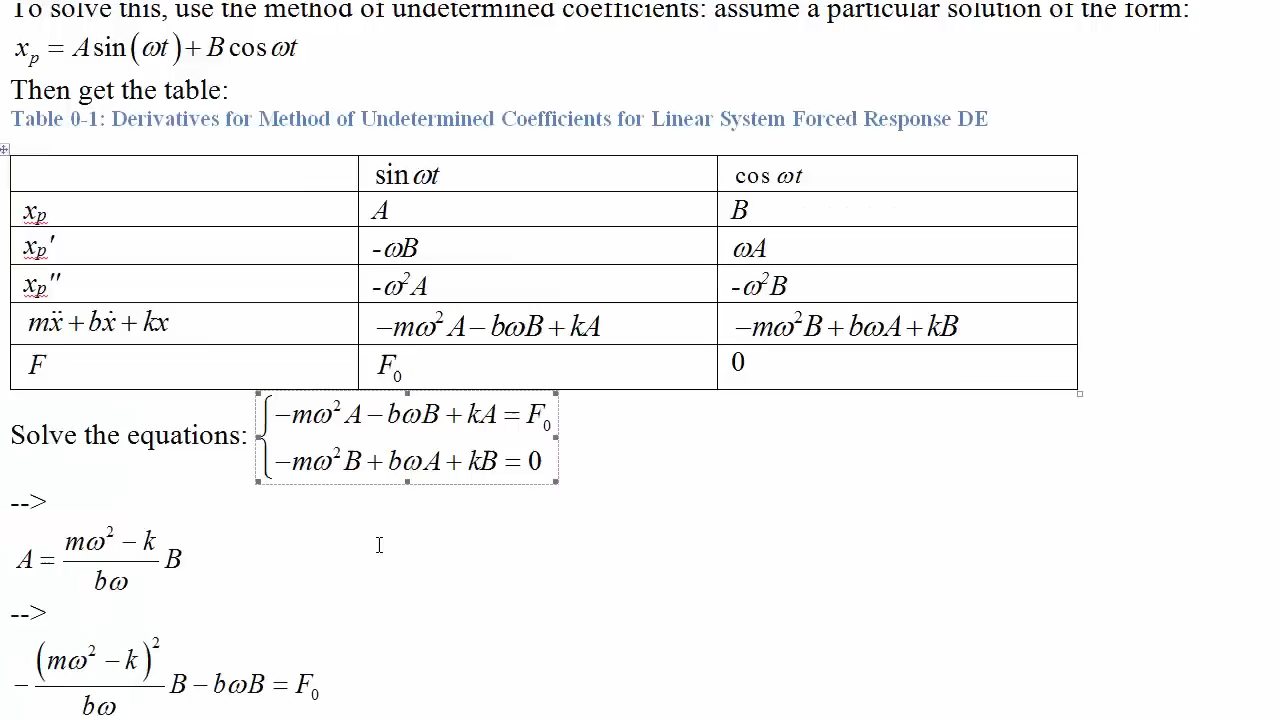 To solve this, use the method of undetermined coefficients: assume a particular solution of the form:
x_p = A sin(ωt) + B cos ωt
Then get the table:
Table 0-1: Derivatives for Method of Undetermined Coefficients for Linear System Forced Response DE
sin ωt cos ωt
x_p A B
x_p' -ωB ωA
x_p'' -ω²A -ω²B
mẍ + bẋ + kx −mω²A − bωB + kA −mω²B + bωA + kB
F F₀ 0
Solve the equations: { −mω²A − bωB + kA = F₀
−mω²B + bωA + kB = 0
-->
A = (mω² − k)/(bω) B
-->
−(mω² − k)²/(bω) B − bωB = F₀